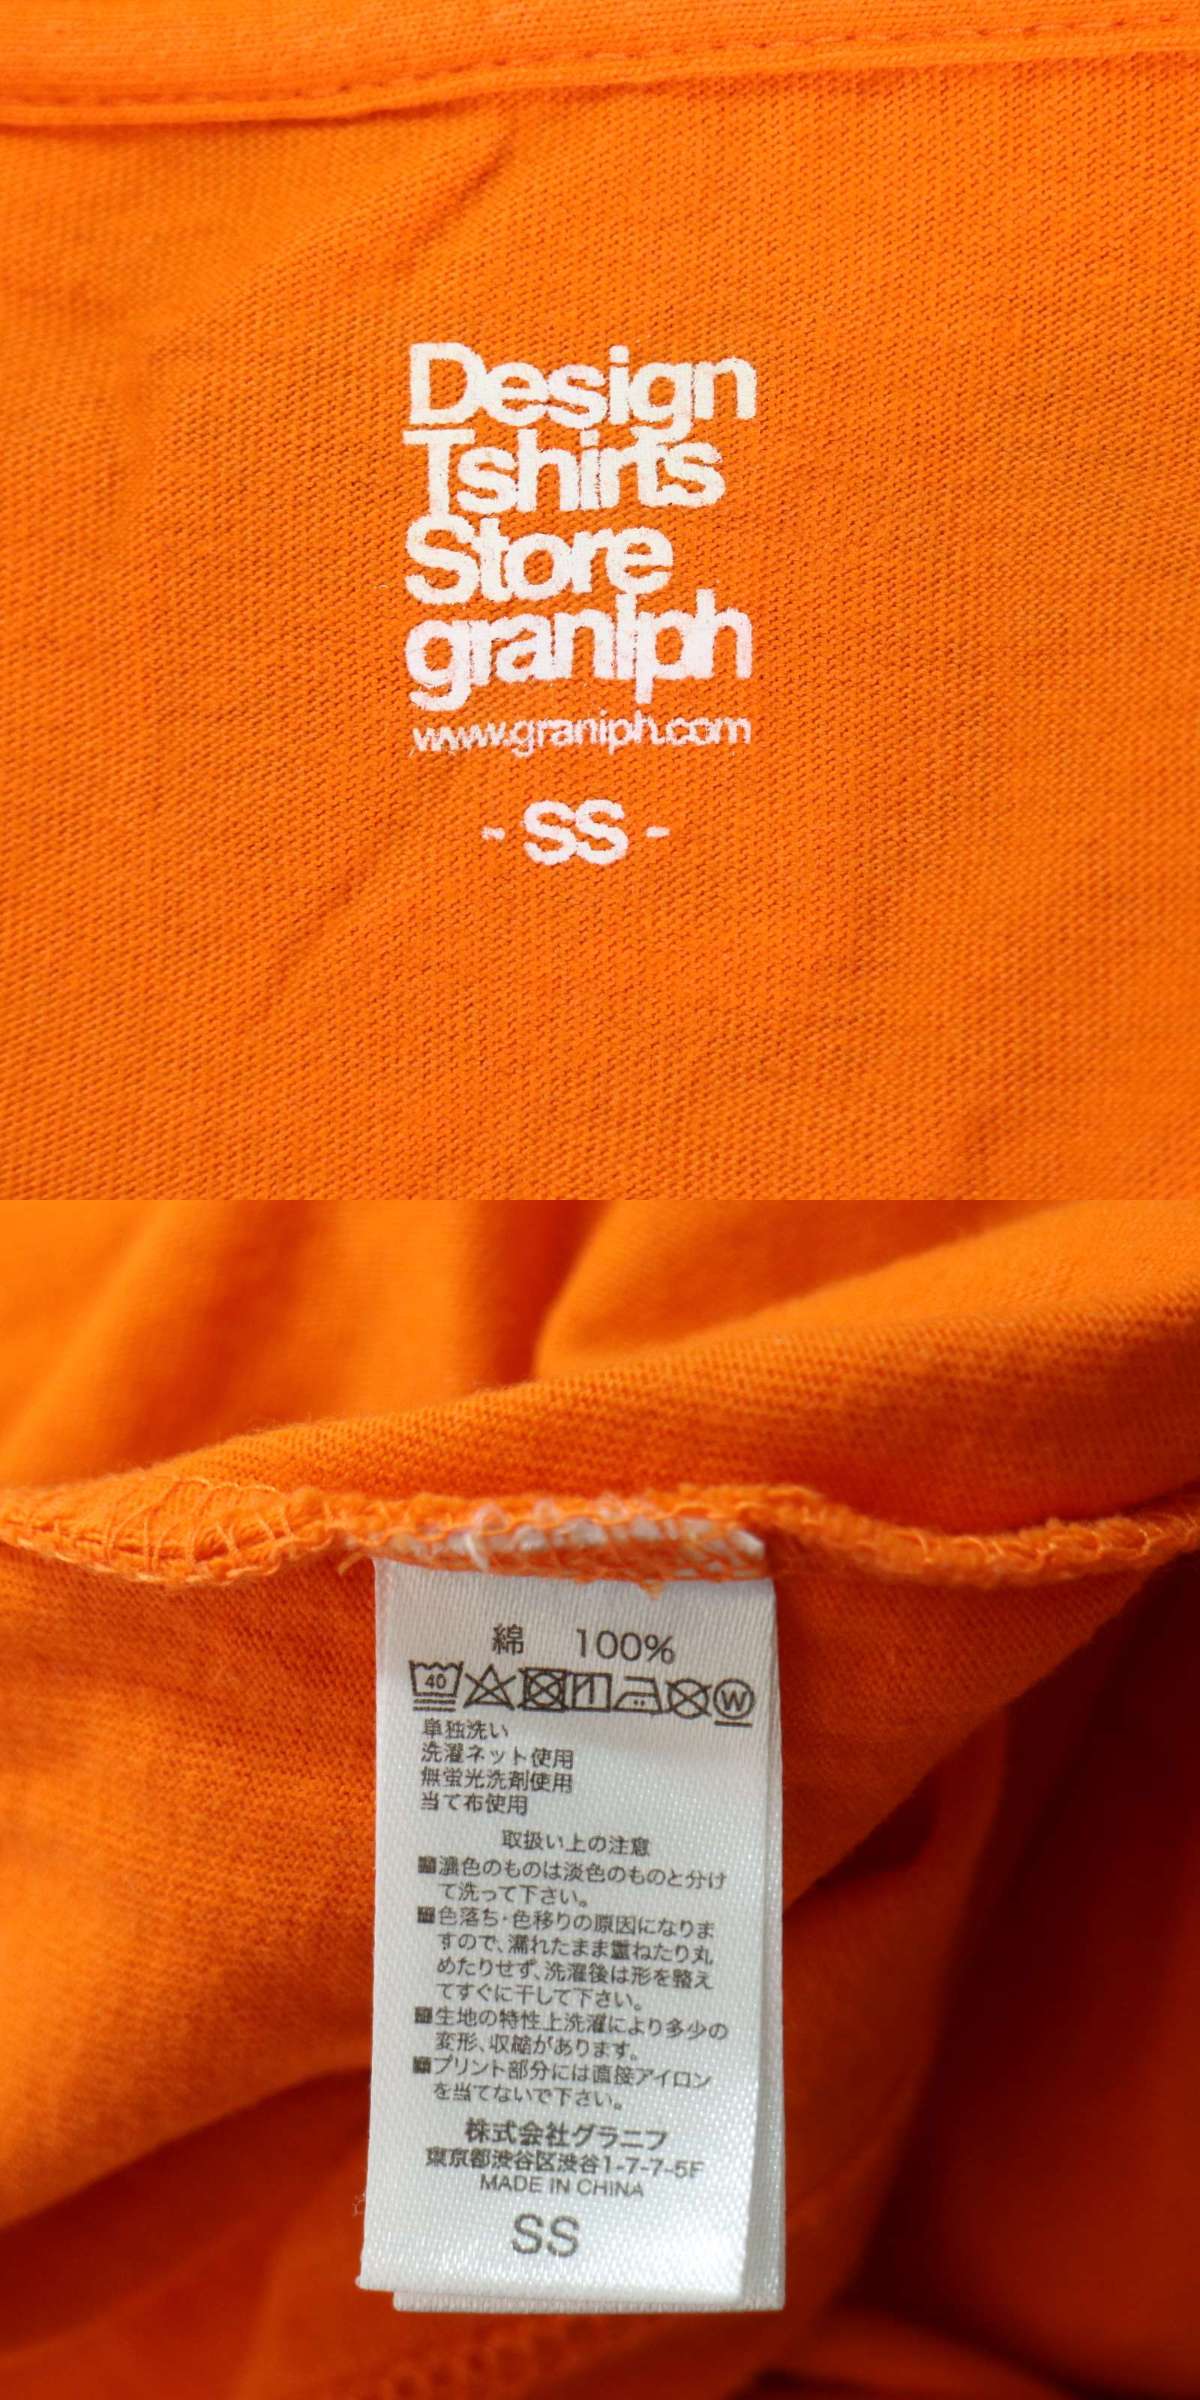 Design
Tshirts
Store
graniph
www.graniph.com
- SS -
綿 100%
40 W
単独洗い
洗濯ネット使用
無蛍光洗剤使用
当て布使用
取扱い上の注意
■濃色のものは淡色のものと分け
て洗って下さい。
■色落ち・色移りの原因になりま
すので、濡れたまま重ねたり丸
めたりせず、洗濯後は形を整え
てすぐに干して下さい。
■生地の特性上洗濯により多少の
変形、収縮があります。
■プリント部分には直接アイロン
を当てないで下さい。
株式会社グラニフ
東京都渋谷区渋谷1-7-7-5F
MADE IN CHINA
SS